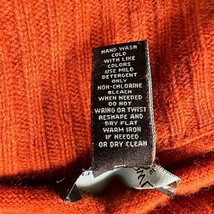 HAND WASH
COLD
WITH LIKE
COLORS
USE MILD
DETERGENT
ONLY
NON-CHLORINE
BLEACH
WHEN NEEDED
DO NOT
WRING OR TWIST
RESHAPE AND
DRY FLAT
WARM IRON
IF NEEDED
OR DRY CLEAN